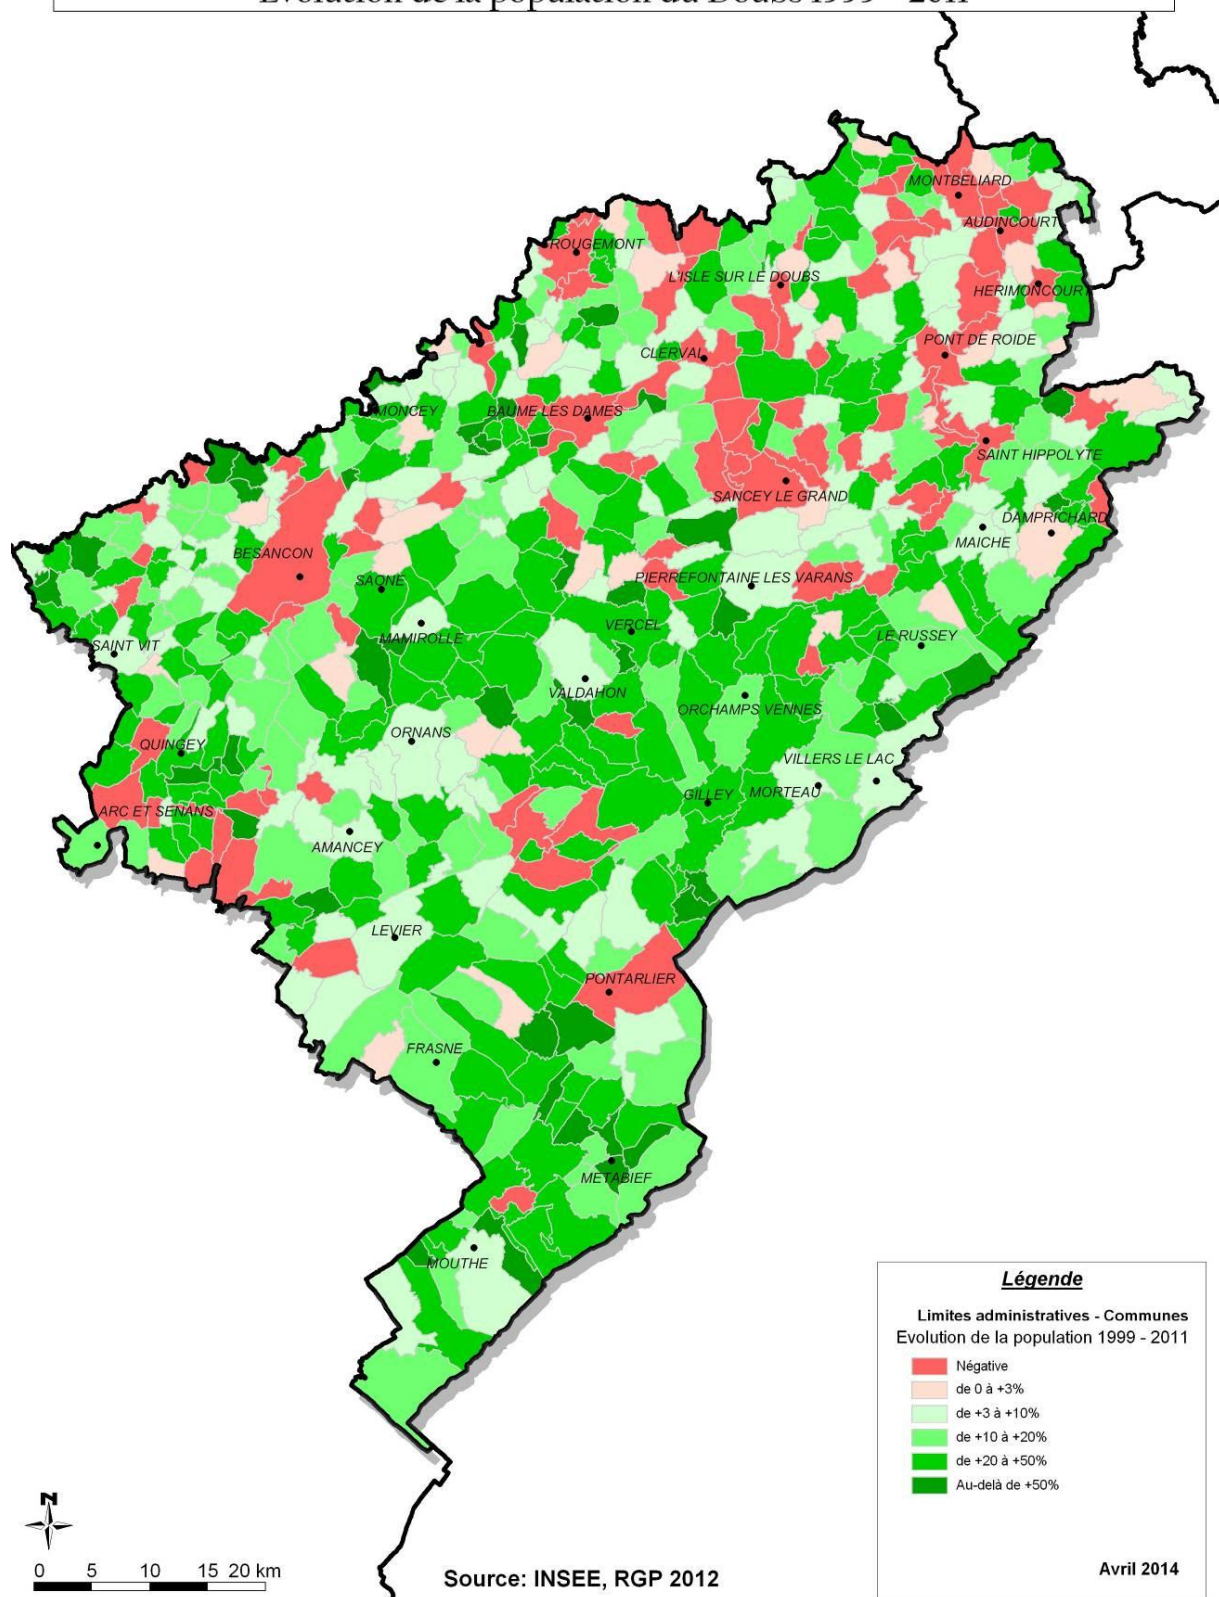 Evolution de la population du Doubs 1999 - 2011
MONTBELIARD
AUDINCOURT
ROUGEMONT
L'ISLE SUR LE DOUBS
HERIMONCOURT
PONT DE ROIDE
CLERVAL
MONCEY
BAUME LES DAMES
SAINT HIPPOLYTE
SANCEY LE GRAND
DAMPRICHARD
MAICHE
BESANCON
SAONE
PIERREFONTAINE LES VARANS
VERCEL
MAMIROLLE
LE RUSSEY
SAINT VIT
VALDAHON
ORCHAMPS VENNES
ORNANS
QUINGEY
VILLERS LE LAC
GILLEY
MORTEAU
ARC ET SENANS
AMANCEY
LEVIER
PONTARLIER
FRASNE
METABIEF
MOUTHE
Légende
Limites administratives - Communes
Evolution de la population 1999 - 2011
Négative
de 0 à +3%
de +3 à +10%
de +10 à +20%
de +20 à +50%
Au-delà de +50%
Avril 2014
N
0 5 10 15 20 km
Source: INSEE, RGP 2012